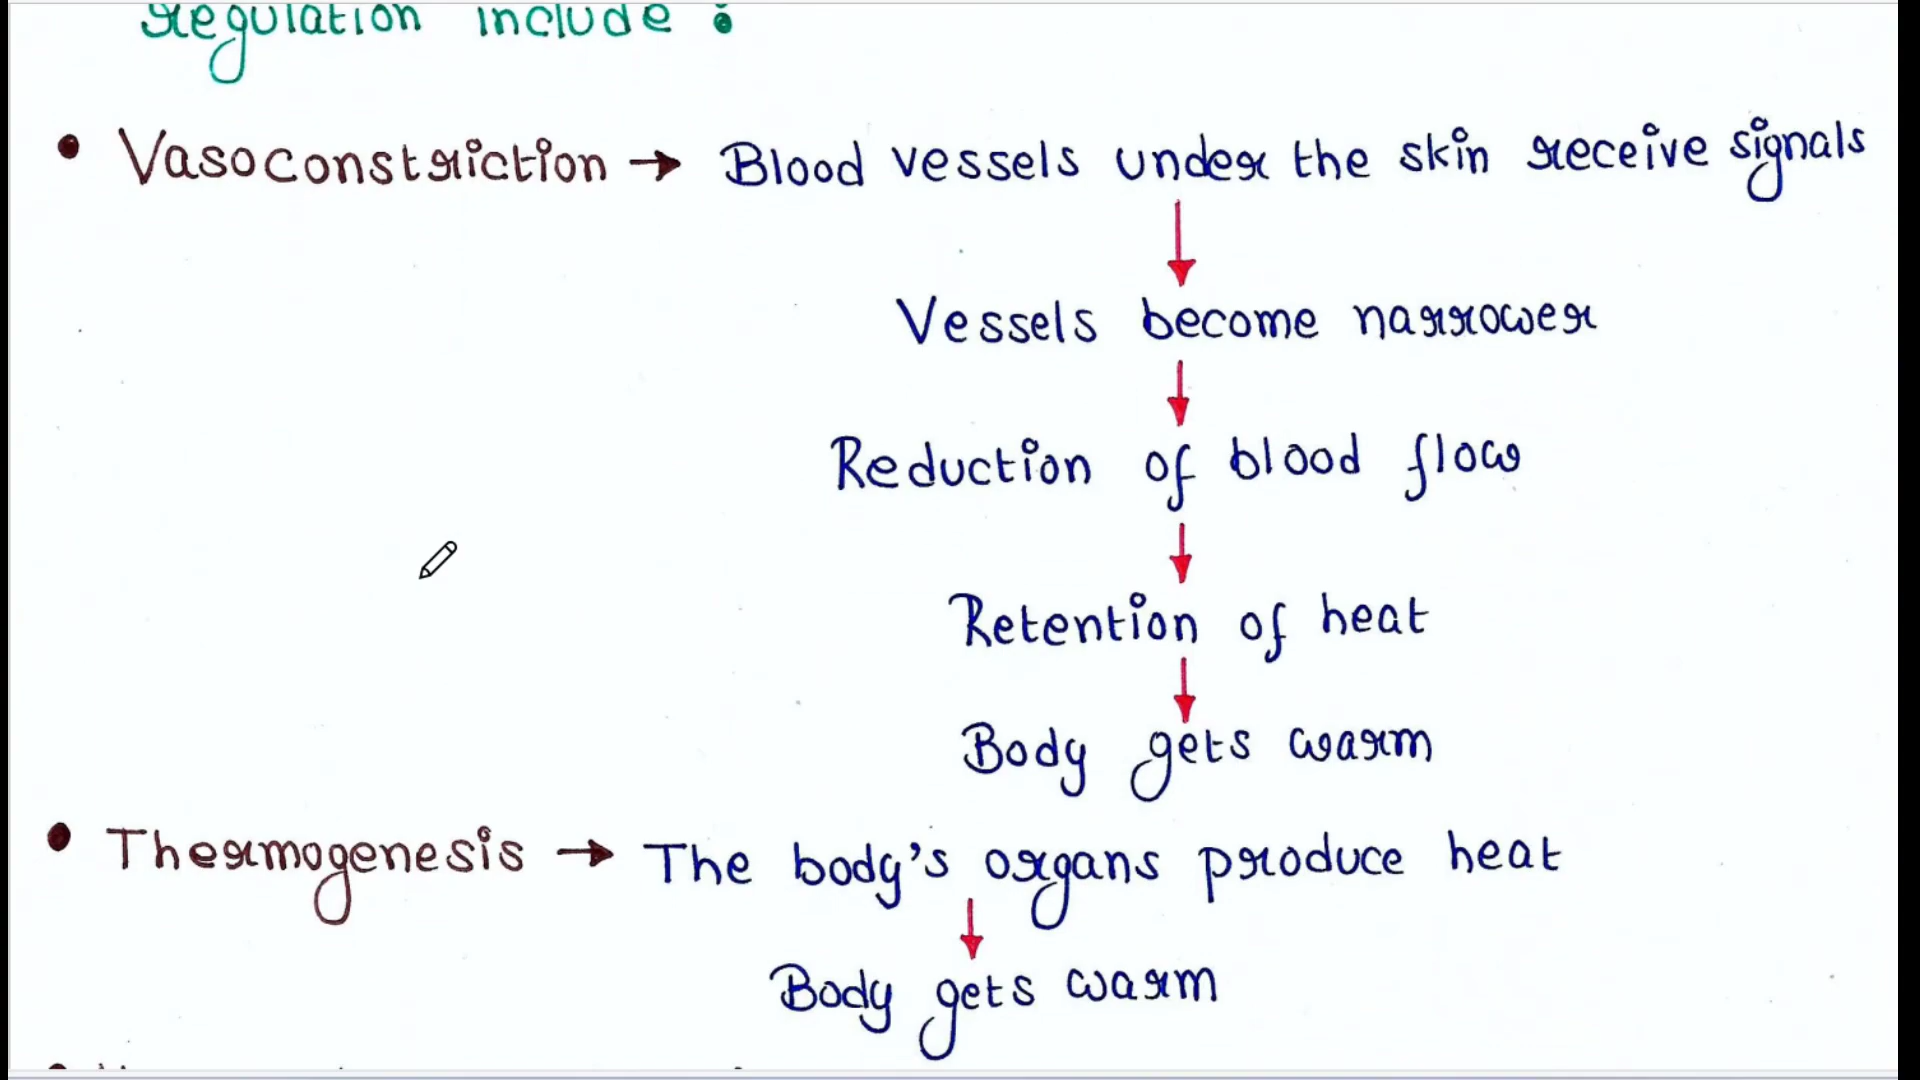 regulation include :
• Vasoconstriction → Blood vessels under the skin receive signals
Vessels become narrower
Reduction of blood flow
Retention of heat
Body gets warm
• Thermogenesis → The body's organs produce heat
Body gets warm